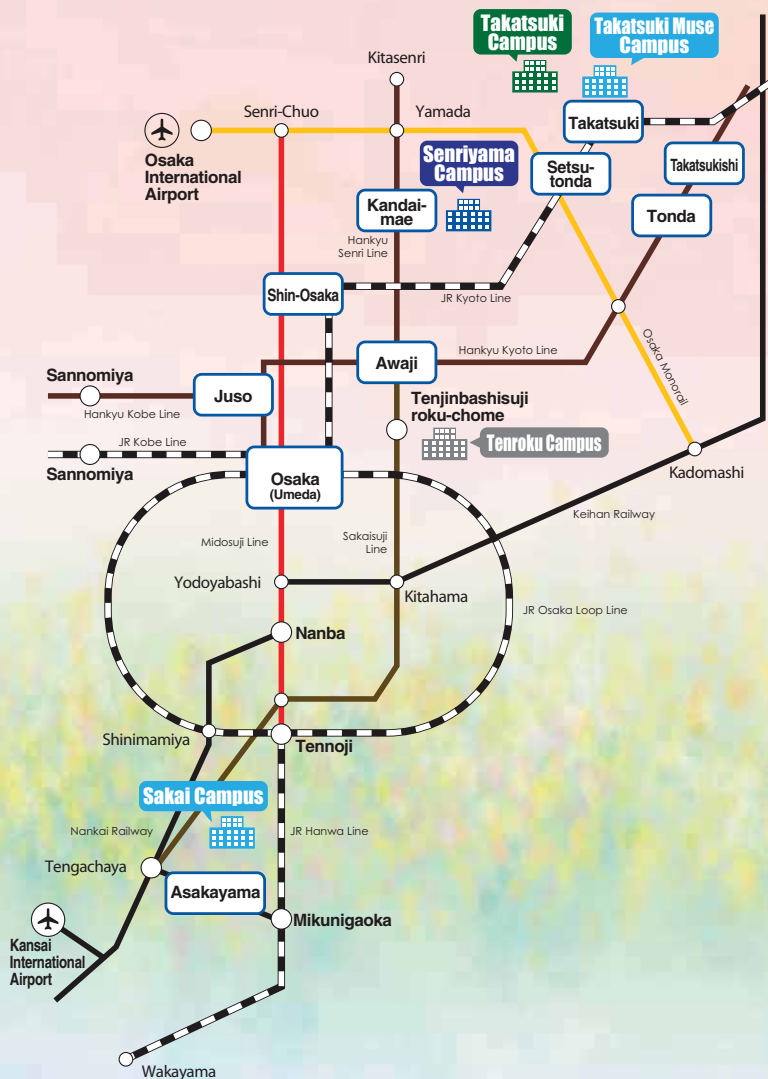 Takatsuki
Campus
Takatsuki Muse
Campus
Kitasenri
Senri-Chuo
Yamada
Takatsuki
Osaka
International
Airport
Senriyama
Campus
Setsu-
tonda
Takatsukishi
Kandai-
mae
Tonda
Hankyu
Senri Line
Shin-Osaka
JR Kyoto Line
Osaka Monorail
Awaji
Hankyu Kyoto Line
Sannomiya
Juso
Hankyu Kobe Line
Tenjinbashisuji
roku-chome
JR Kobe Line
Tenroku Campus
Sannomiya
Osaka
(Umeda)
Kadomashi
Keihan Railway
Midosuji Line
Sakaisuji
Line
Yodoyabashi
Kitahama
JR Osaka Loop Line
Nanba
Shinimamiya
Tennoji
Sakai Campus
Nankai Railway
JR Hanwa Line
Tengachaya
Asakayama
Mikunigaoka
Kansai
International
Airport
Wakayama